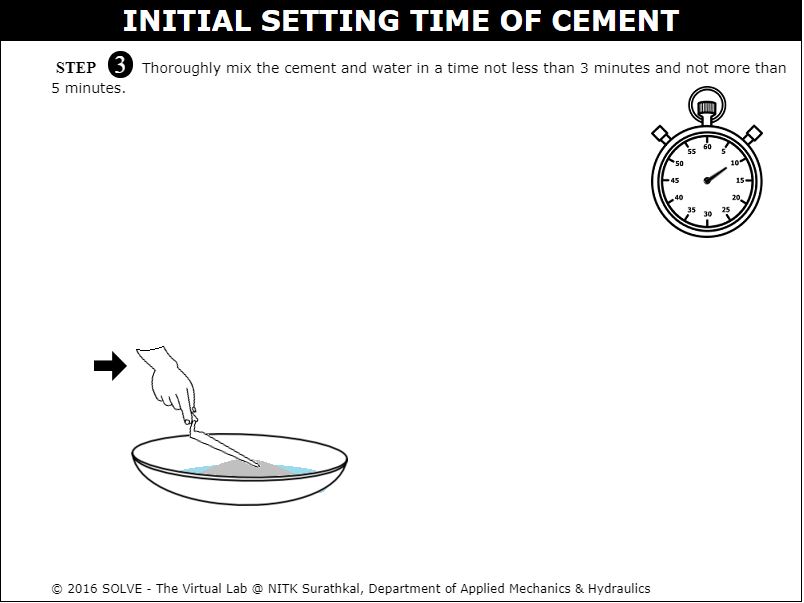 INITIAL SETTING TIME OF CEMENT
STEP 3 Thoroughly mix the cement and water in a time not less than 3 minutes and not more than
5 minutes.
60
55 5
50 10
45 15
40 20
35 25
30
© 2016 SOLVE - The Virtual Lab @ NITK Surathkal, Department of Applied Mechanics & Hydraulics